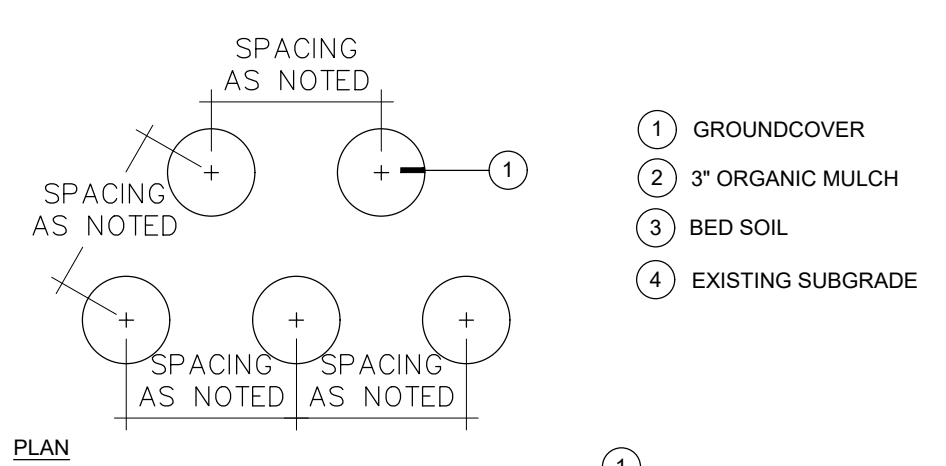 SPACING
AS NOTED
1
SPACING
AS NOTED
SPACING
AS NOTED
SPACING
AS NOTED
PLAN
1 GROUNDCOVER
2 3" ORGANIC MULCH
3 BED SOIL
4 EXISTING SUBGRADE
1